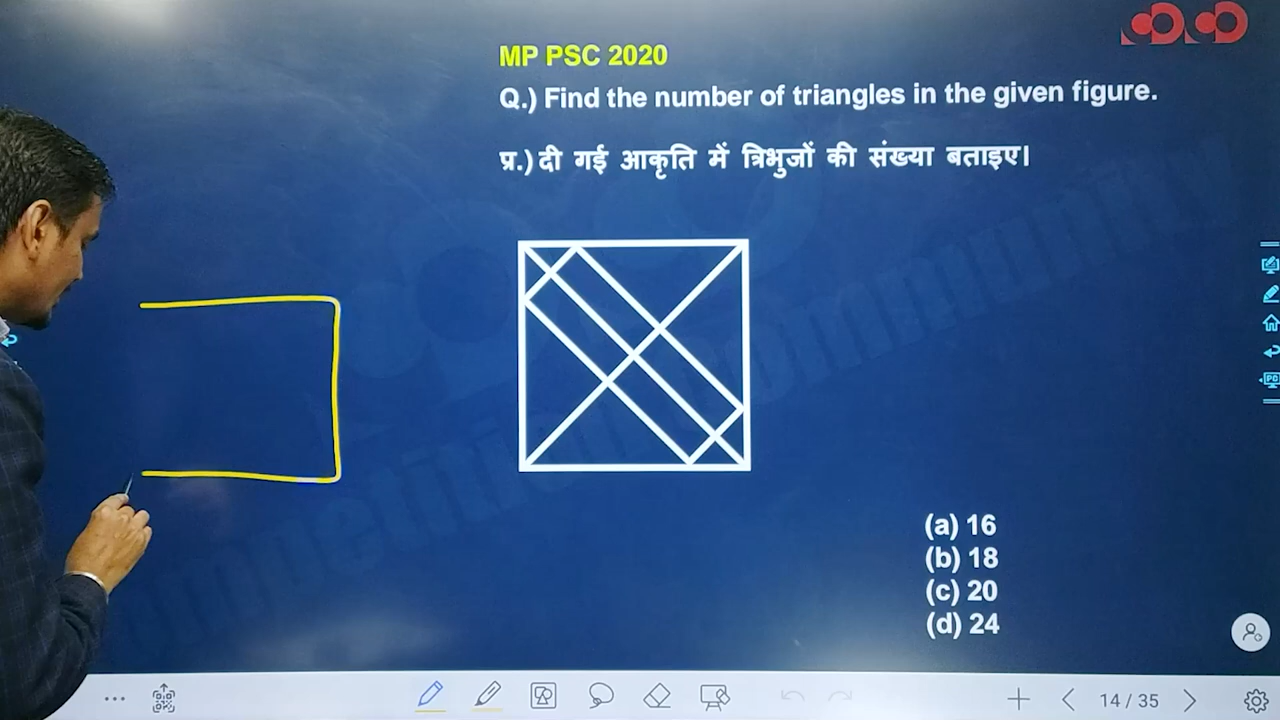 MP PSC 2020
Q.) Find the number of triangles in the given figure.
प्र.) दी गई आकृति में त्रिभुजों की संख्या बताइए।
(a) 16
(b) 18
(c) 20
(d) 24
14 / 35